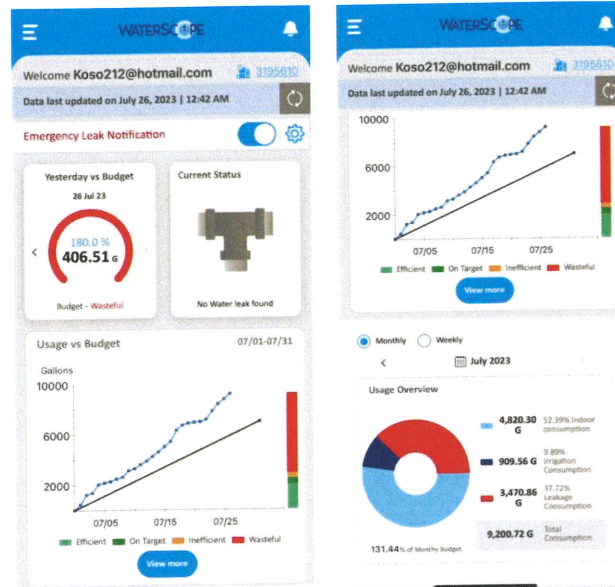 WATERSCOPE
Welcome Koso212@hotmail.com 3195610
Data last updated on July 26, 2023 | 12:42 AM
Emergency Leak Notification
Yesterday vs Budget
26 Jul 23
180.0 %
406.51 G
Budget - Wasteful
Current Status
No Water leak found
Usage vs Budget 07/01-07/31
Gallons
10000
6000
2000
07/05 07/15 07/25
Efficient On Target Inefficient Wasteful
View more
WATERSCOPE
Welcome Koso212@hotmail.com 3195610
Data last updated on July 26, 2023 | 12:42 AM
10000
6000
2000
07/05 07/15 07/25
Efficient On Target Inefficient Wasteful
View more
Monthly Weekly
< July 2023 >
Usage Overview
4,820.30 G 52.39% Indoor consumption
909.56 G 9.89% Irrigation Consumption
3,470.86 G 37.72% Leakage Consumption
9,200.72 G Total Consumption
131.44% of Monthly Budget